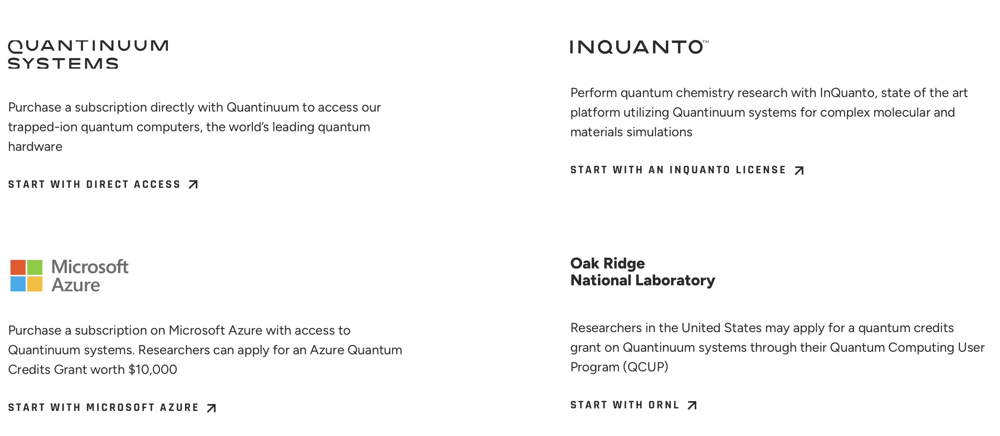 QUANTINUUM
SYSTEMS
Purchase a subscription directly with Quantinuum to access our
trapped-ion quantum computers, the world’s leading quantum
hardware
START WITH DIRECT ACCESS
INQUANTO™
Perform quantum chemistry research with InQuanto, state of the art
platform utilizing Quantinuum systems for complex molecular and
materials simulations
START WITH AN INQUANTO LICENSE
Microsoft
Azure
Purchase a subscription on Microsoft Azure with access to
Quantinuum systems. Researchers can apply for an Azure Quantum
Credits Grant worth $10,000
START WITH MICROSOFT AZURE
Oak Ridge
National Laboratory
Researchers in the United States may apply for a quantum credits
grant on Quantinuum systems through their Quantum Computing User
Program (QCUP)
START WITH ORNL